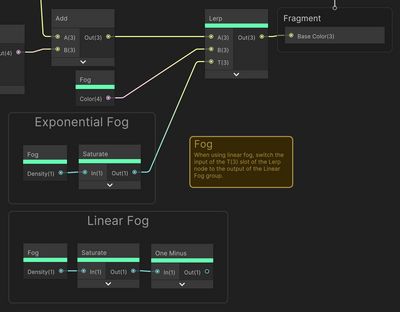 Add
A(3) Out(3)
B(3)
Out(4)
Lerp
A(3) Out(3)
B(3)
T(3)
Fragment
Base Color(3)
Fog
Color(4)
Exponential Fog
Fog
Density(1)
Saturate
In(1) Out(1)
Fog
When using linear fog, switch the
input of the T(3) slot of the Lerp
node to the output of the Linear
Fog group.
Linear Fog
Fog
Density(1)
Saturate
In(1) Out(1)
One Minus
In(1) Out(1)